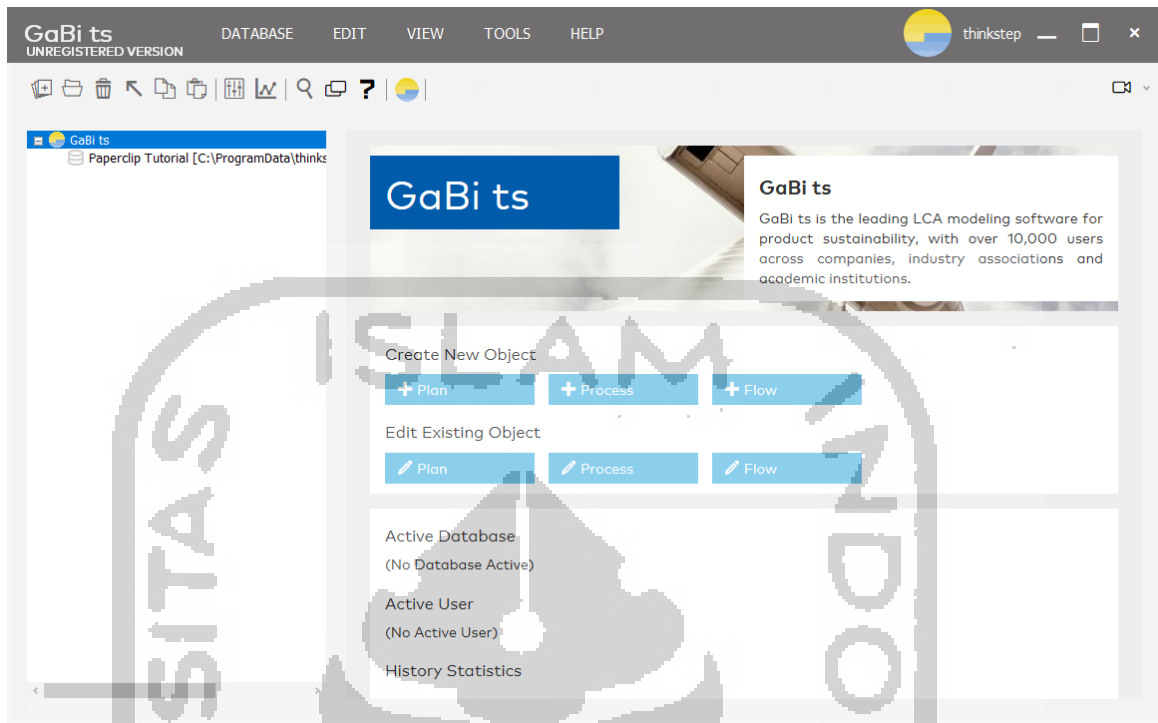 GaBi ts
UNREGISTERED VERSION
DATABASE EDIT VIEW TOOLS HELP
thinkstep
GaBi ts
Paperclip Tutorial [C:\ProgramData\thinks
GaBi ts
GaBi ts
GaBi ts is the leading LCA modeling software for
product sustainability, with over 10,000 users
across companies, industry associations and
academic institutions.
Create New Object
Plan Process Flow
Edit Existing Object
Plan Process Flow
Active Database
(No Database Active)
Active User
(No Active User)
History Statistics
SITAS
ISLAM
INDO